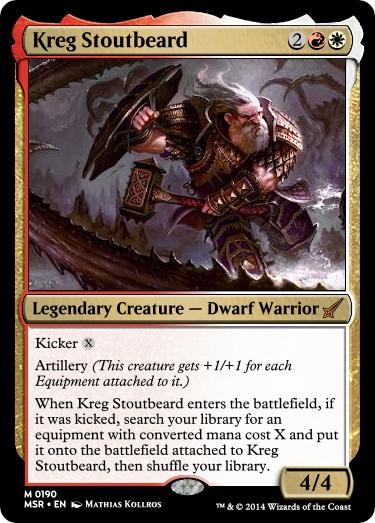 Kreg Stoutbeard 2
Legendary Creature — Dwarf Warrior
Kicker X
Artillery (This creature gets +1/+1 for each
Equipment attached to it.)
When Kreg Stoutbeard enters the battlefield, if
it was kicked, search your library for an
equipment with converted mana cost X and put
it onto the battlefield attached to Kreg
Stoutbeard, then shuffle your library.
4/4
M 0190
MSR • EN Mathias Kollros
™ & © 2014 Wizards of the Coast